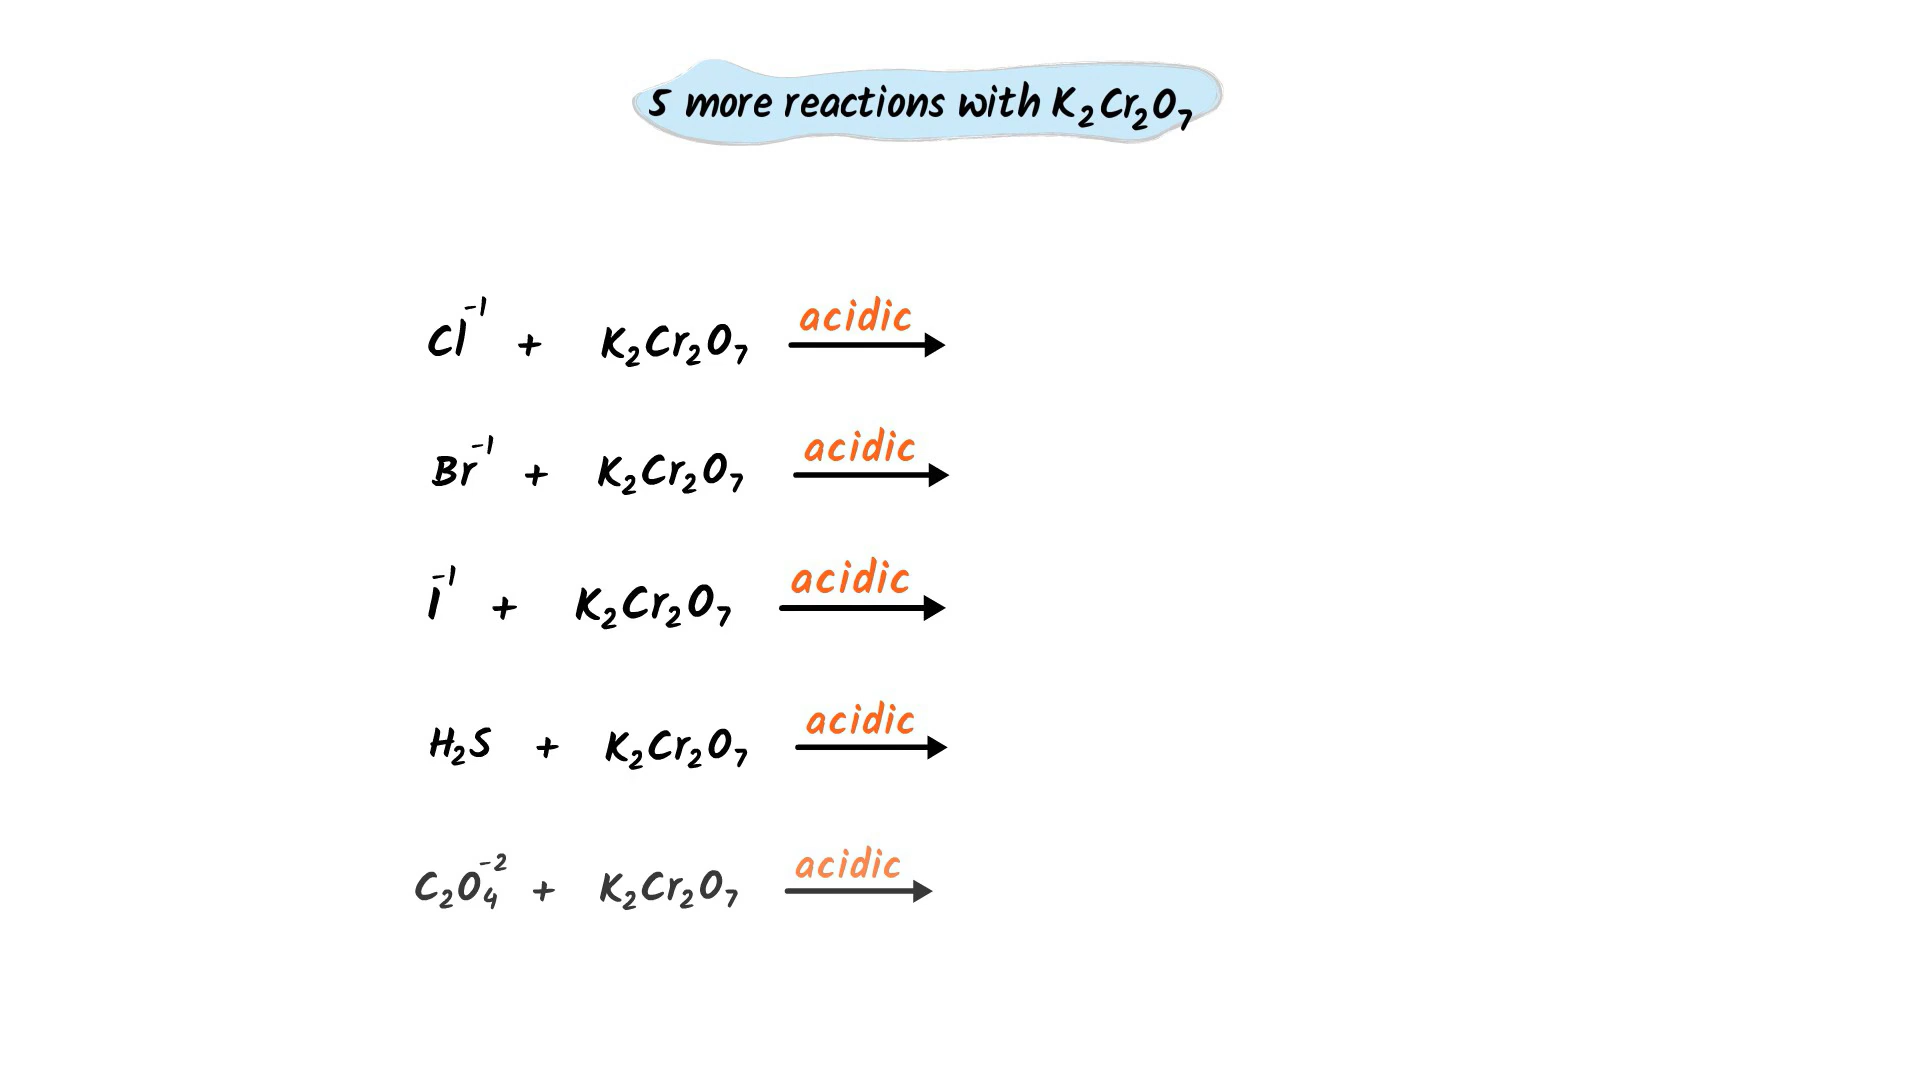 5 more reactions with K₂Cr₂O₇
Cl⁻¹ + K₂Cr₂O₇ acidic →
Br⁻¹ + K₂Cr₂O₇ acidic →
I⁻¹ + K₂Cr₂O₇ acidic →
H₂S + K₂Cr₂O₇ acidic →
C₂O₄⁻² + K₂Cr₂O₇ acidic →